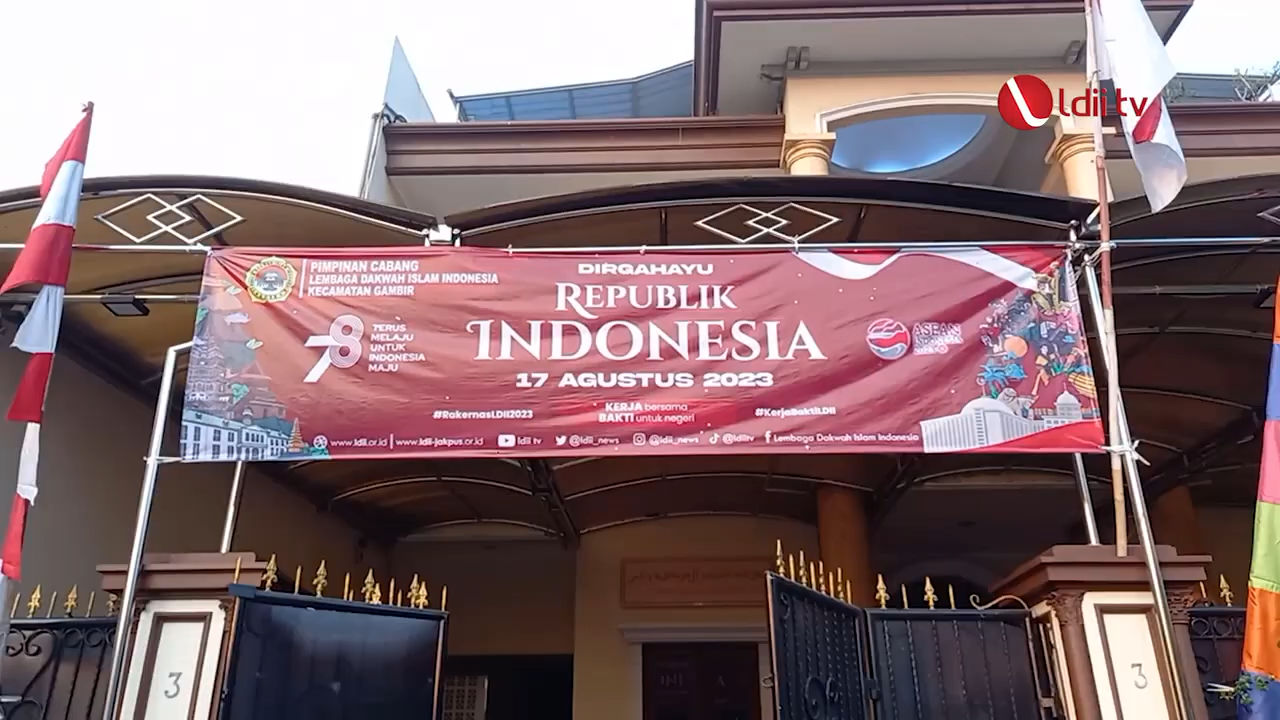 ldii tv
PIMPINAN CABANG
LEMBAGA DAKWAH ISLAM INDONESIA
KECAMATAN GAMBIR
DIRGAHAYU
REPUBLIK
INDONESIA
17 AGUSTUS 2023
78
TERUS
MELAJU
UNTUK
INDONESIA
MAJU
ASEAN
#RakernasLDII2023
KERJA bersama
BAKTI untuk negeri
#KerjaBaktiLDII
www.ldii.or.id | www.ldii-jakpus.or.id ldii tv @ldii_news @ldii_news @ldiitv Lembaga Dakwah Islam Indonesia
3
3